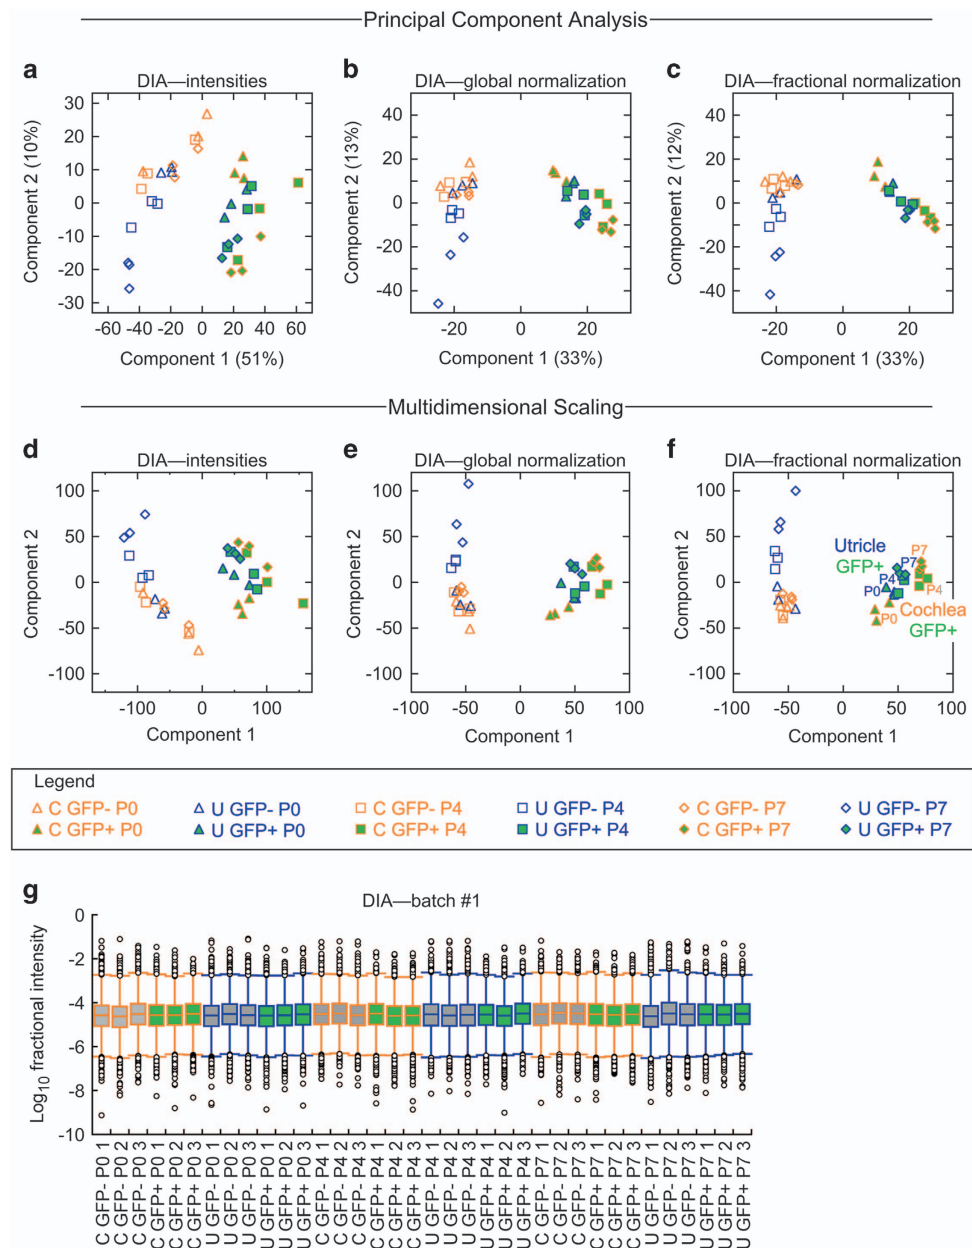 Principal Component Analysis
a
b
c
DIA—intensities
DIA—global normalization
DIA—fractional normalization
Component 2 (10%)
30
20
10
0
-10
-20
-30
-60 -40 -20 0 20 40 60
Component 1 (51%)
Component 2 (13%)
40
20
0
-20
-40
-20 0 20
Component 1 (33%)
Component 2 (12%)
40
20
0
-20
-40
-20 0 20
Component 1 (33%)
Multidimensional Scaling
d
e
f
DIA—intensities
DIA—global normalization
DIA—fractional normalization
Component 2
100
50
0
-50
-100
-100 0 100
Component 1
Component 2
100
50
0
-50
-100
-100 -50 0 50 100
Component 1
Component 2
100
50
0
-50
-100
-100 -50 0 50 100
Component 1
Utricle
GFP+
P7
P7
P4
P0
P4
P0
Cochlea
GFP+
Legend
C GFP- P0 U GFP- P0 C GFP- P4 U GFP- P4 C GFP- P7 U GFP- P7
C GFP+ P0 U GFP+ P0 C GFP+ P4 U GFP+ P4 C GFP+ P7 U GFP+ P7
g
DIA—batch #1
Log10 fractional intensity
0
-2
-4
-6
-8
-10
C GFP- P0 1
C GFP- P0 2
C GFP- P0 3
C GFP+ P0 1
C GFP+ P0 2
C GFP+ P0 3
U GFP- P0 1
U GFP- P0 2
U GFP- P0 3
U GFP+ P0 1
U GFP+ P0 2
U GFP+ P0 3
C GFP- P4 1
C GFP- P4 2
C GFP- P4 3
C GFP+ P4 1
C GFP+ P4 2
C GFP+ P4 3
U GFP- P4 1
U GFP- P4 2
U GFP- P4 3
U GFP+ P4 1
U GFP+ P4 2
U GFP+ P4 3
C GFP- P7 1
C GFP- P7 2
C GFP- P7 3
C GFP+ P7 1
C GFP+ P7 2
C GFP+ P7 3
U GFP- P7 1
U GFP- P7 2
U GFP- P7 3
U GFP+ P7 1
U GFP+ P7 2
U GFP+ P7 3